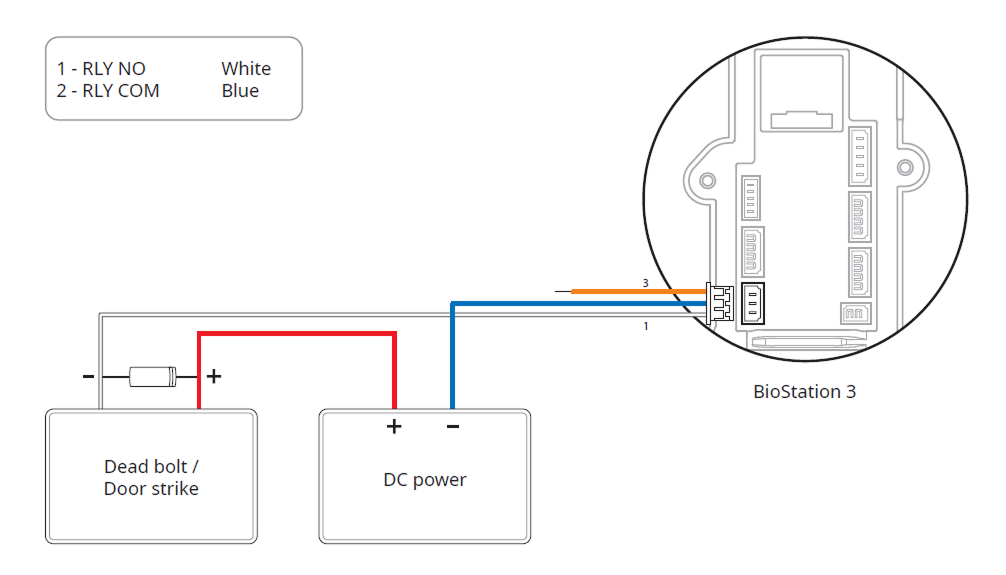 1 - RLY NO White
2 - RLY COM Blue
3
1
BioStation 3
- +
+ -
Dead bolt /
Door strike
DC power